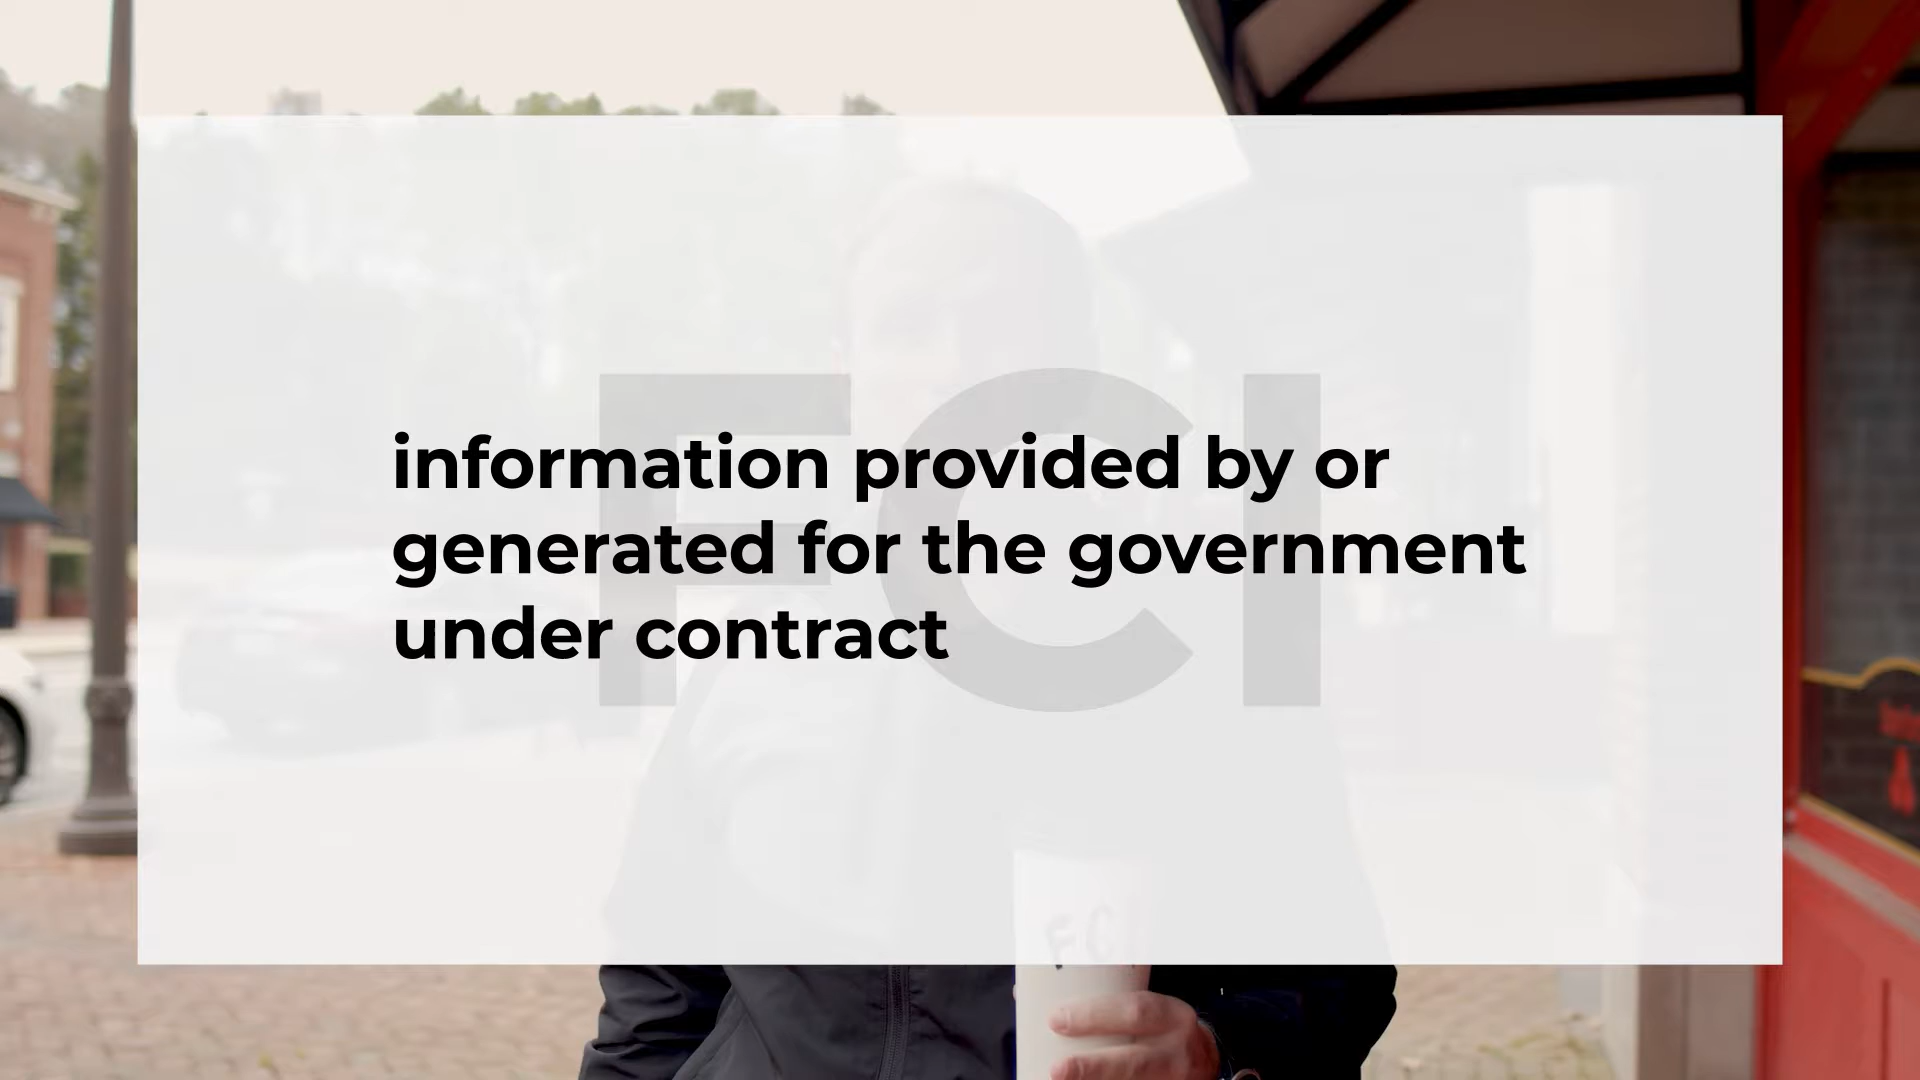 FCI
information provided by or
generated for the government
under contract
FCI